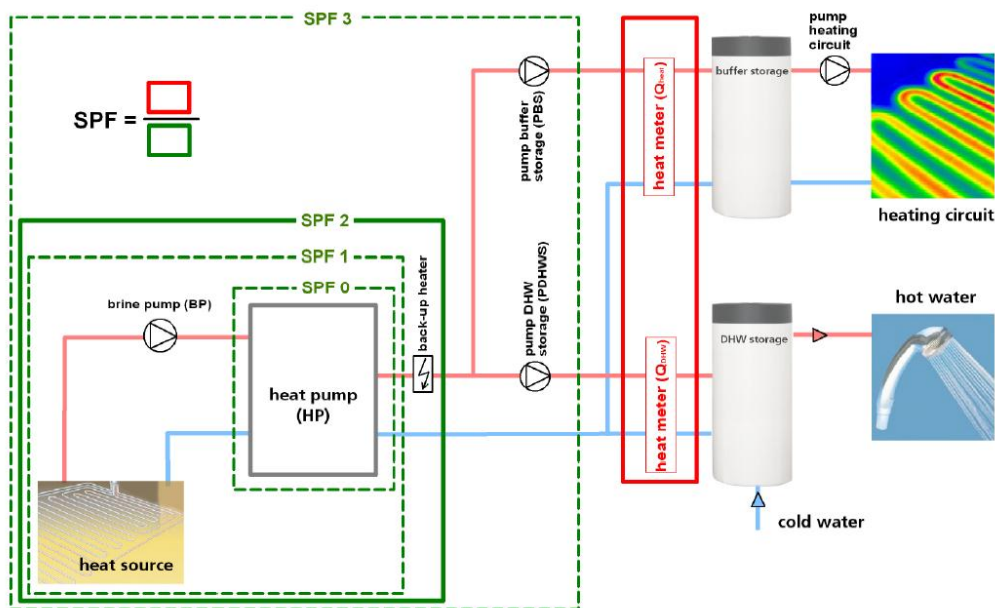 SPF 3
SPF =
pump
heating
circuit
buffer storage
pump buffer
storage (PBS)
heat meter (Qheat)
heating circuit
SPF 2
SPF 1
SPF 0
brine pump (BP)
back-up heater
pump DHW
storage (PDHWS)
hot water
DHW storage
heat pump
(HP)
heat meter (QDHW)
heat source
cold water